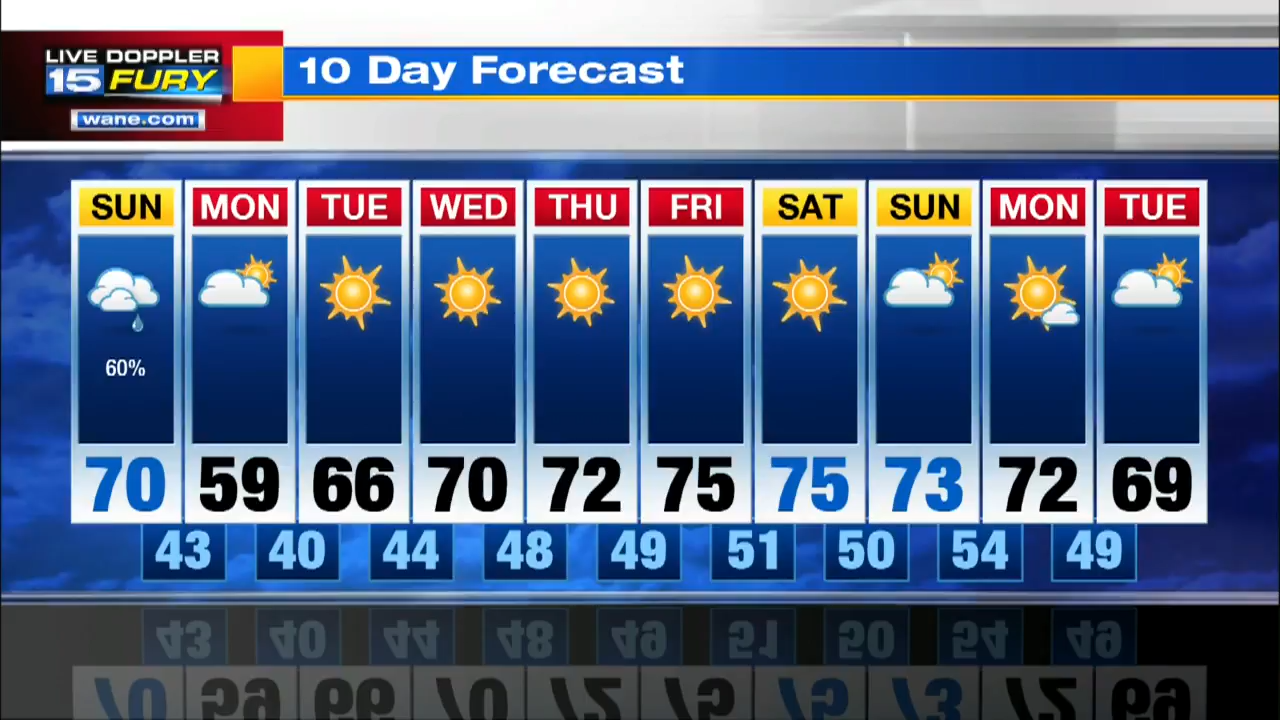 LIVE DOPPLER
15 FURY
wane.com
10 Day Forecast
SUN MON TUE WED THU FRI SAT SUN MON TUE
60%
70 59 66 70 72 75 75 73 72 69
43 40 44 48 49 51 50 54 49